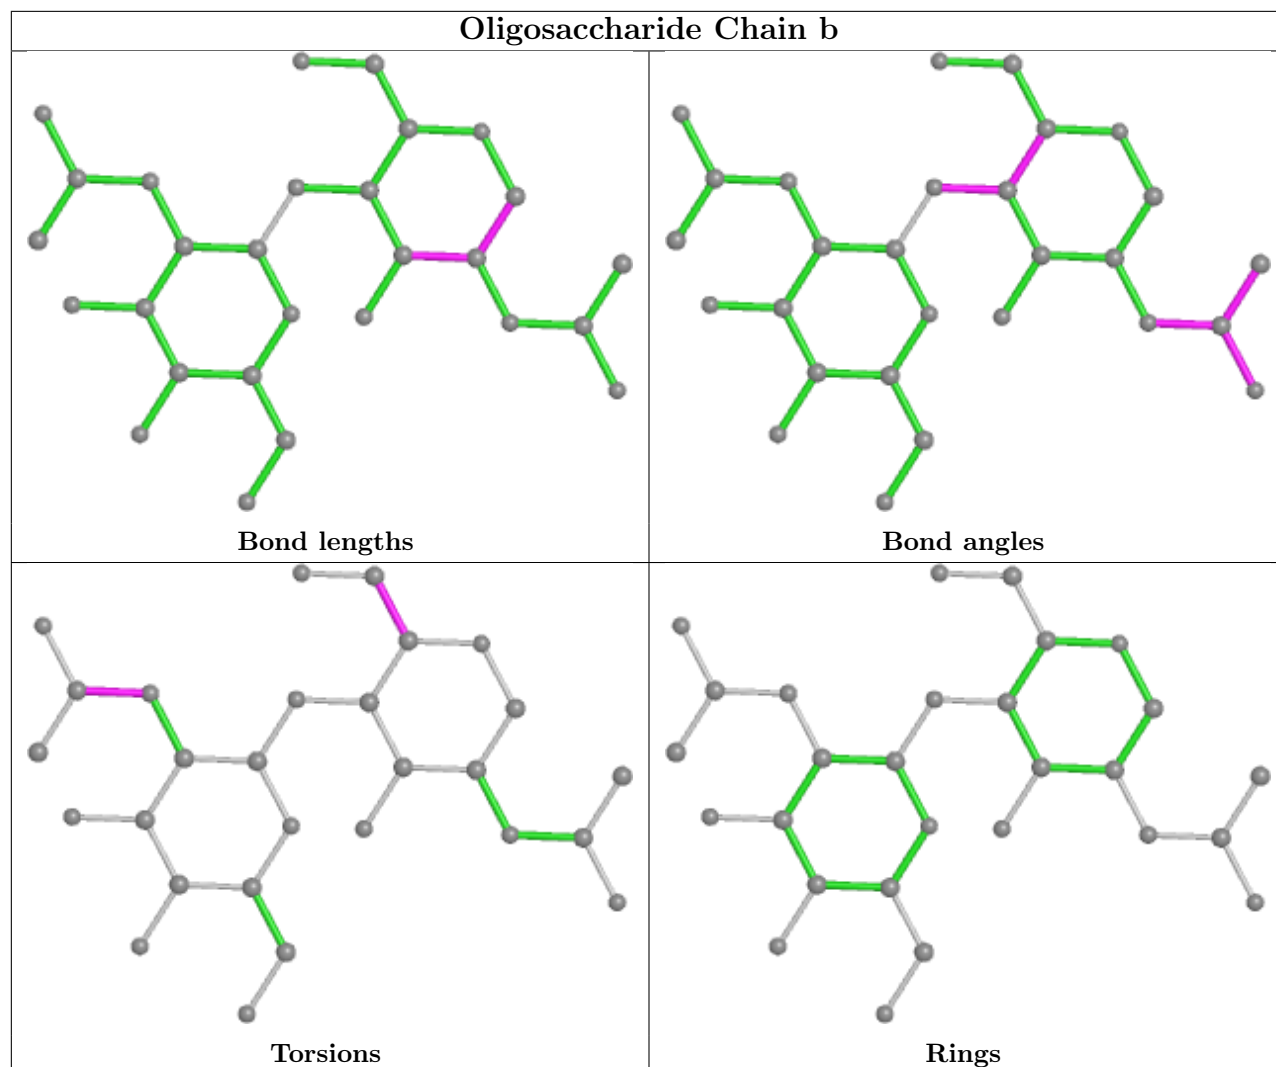 Oligosaccharide Chain b
Bond lengths
Bond angles
Torsions
Rings